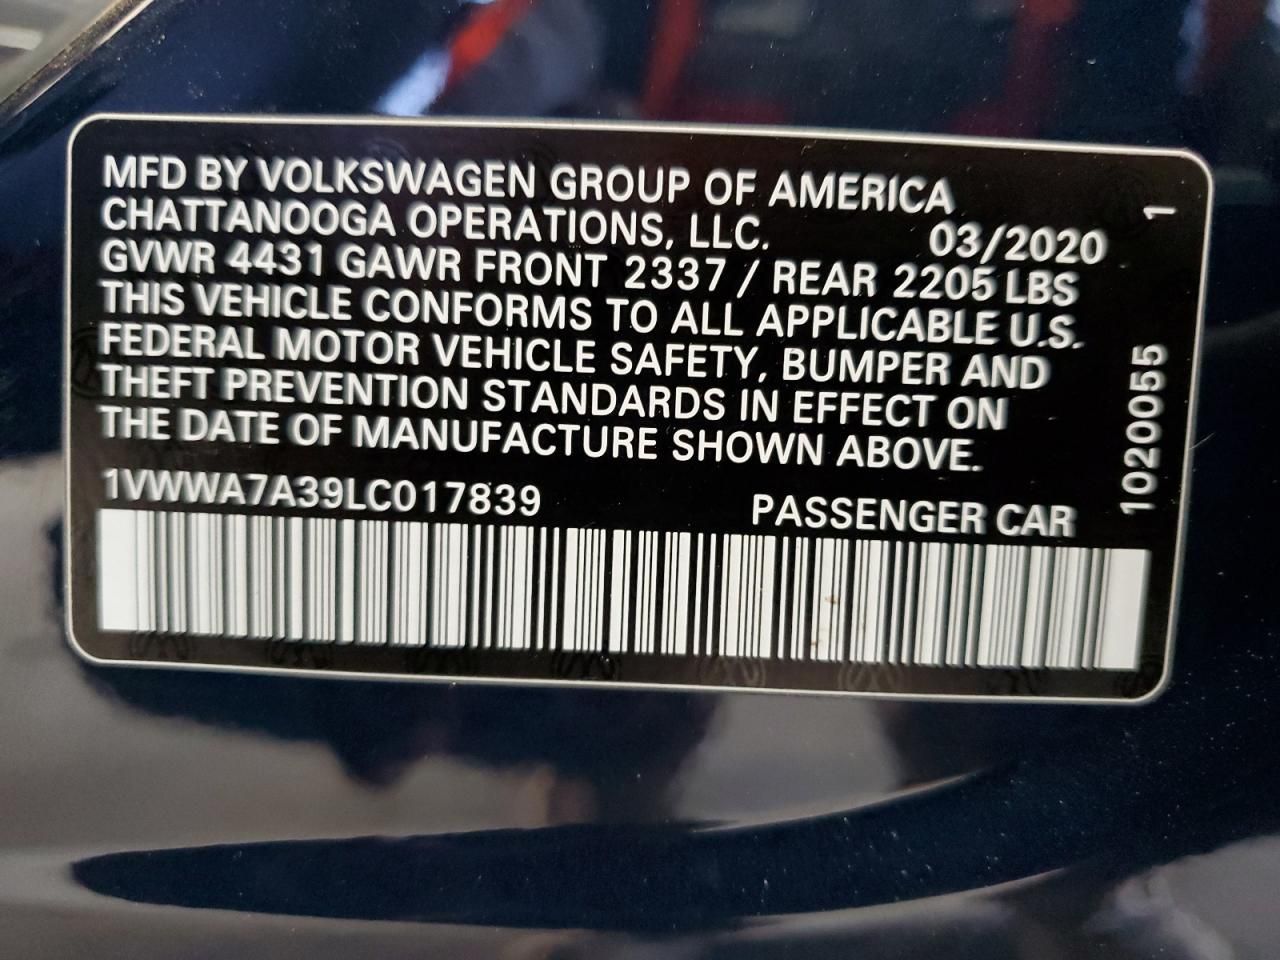 MFD BY VOLKSWAGEN GROUP OF AMERICA
CHATTANOOGA OPERATIONS, LLC. 03/2020
GVWR 4431 GAWR FRONT 2337 / REAR 2205 LBS
THIS VEHICLE CONFORMS TO ALL APPLICABLE U.S.
FEDERAL MOTOR VEHICLE SAFETY, BUMPER AND
THEFT PREVENTION STANDARDS IN EFFECT ON
THE DATE OF MANUFACTURE SHOWN ABOVE.
1VWWA7A39LC017839 PASSENGER CAR
1020055 1